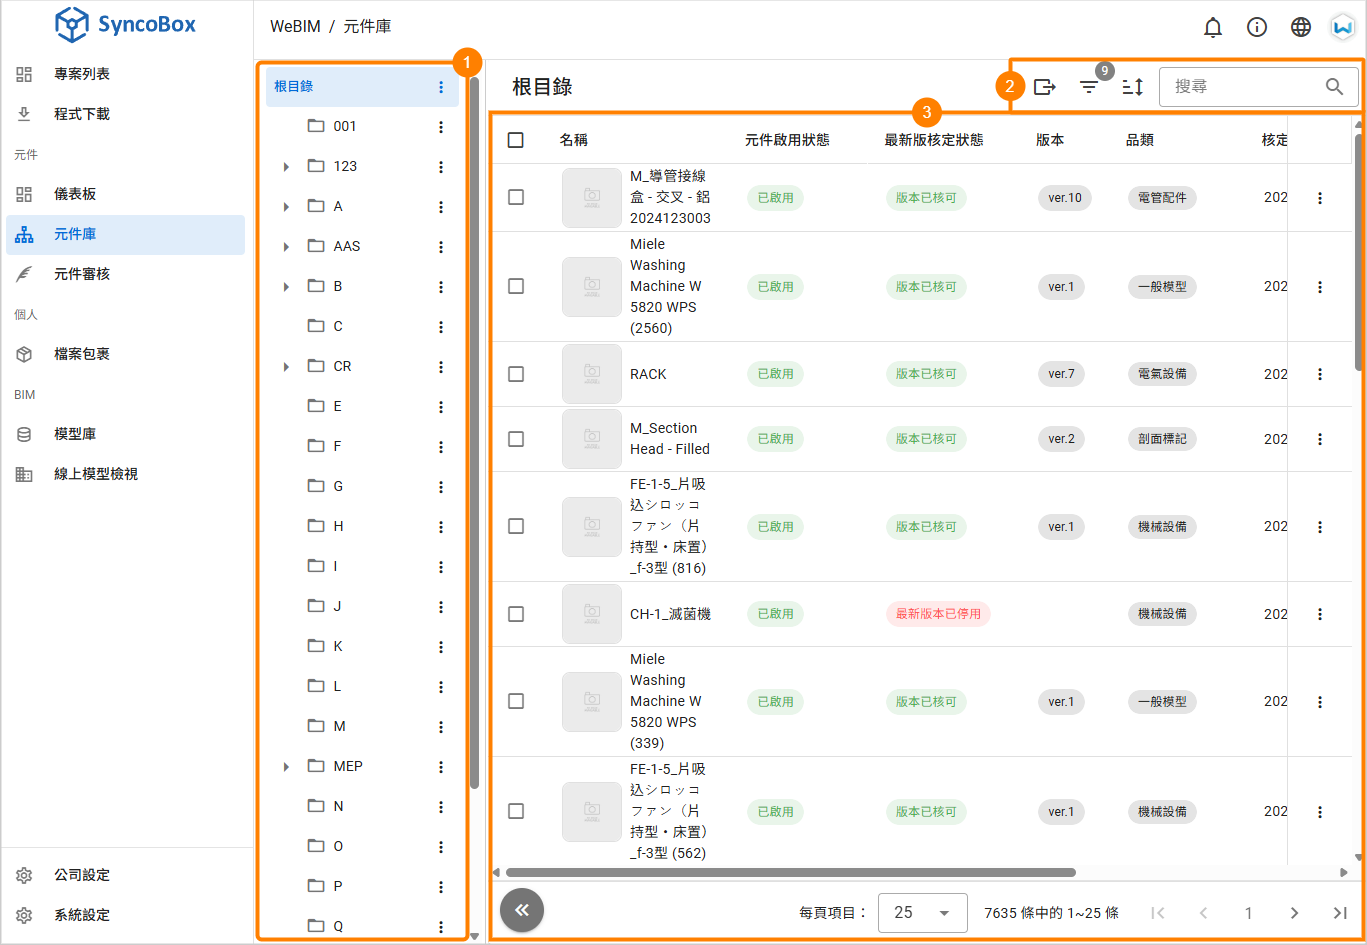 SyncoBox
WeBIM / 元件庫
專案列表
程式下載
元件
儀表板
元件庫
元件審核
個人
檔案包裹
BIM
模型庫
線上模型檢視
公司設定
系統設定
1
根目錄
001
123
A
AAS
B
C
CR
E
F
G
H
I
J
K
L
M
MEP
N
O
P
Q
根目錄
2
9
搜尋
3
名稱 元件啟用狀態 最新版核定狀態 版本 品類 核定
M_導管接線
盒 - 交叉 - 鋁
2024123003
已啟用 版本已核可 ver.10 電管配件 202
Miele
Washing
Machine W
5820 WPS
(2560)
已啟用 版本已核可 ver.1 一般模型 202
RACK 已啟用 版本已核可 ver.7 電氣設備 202
M_Section
Head - Filled
已啟用 版本已核可 ver.2 剖面標記 202
FE-1-5_片吸
込シロッコ
ファン（片
持型・床置）
_f-3型 (816)
已啟用 版本已核可 ver.1 機械設備 202
CH-1_滅菌機 已啟用 最新版本已停用 機械設備 202
Miele
Washing
Machine W
5820 WPS
(339)
已啟用 版本已核可 ver.1 一般模型 202
FE-1-5_片吸
込シロッコ
ファン（片
持型・床置）
_f-3型 (562)
已啟用 版本已核可 ver.1 機械設備 202
每頁項目： 25 7635 條中的 1~25 條 1